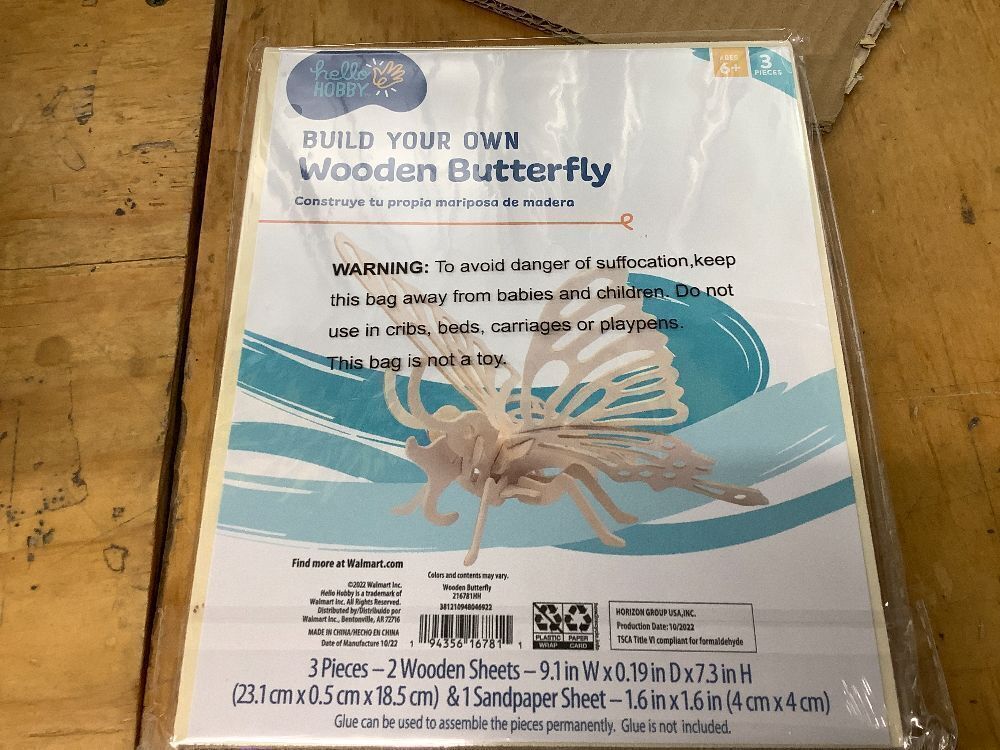 hello
HOBBY
AGES
6+
3
PIECES
BUILD YOUR OWN
Wooden Butterfly
Construye tu propia mariposa de madera
WARNING: To avoid danger of suffocation,keep
this bag away from babies and children. Do not
use in cribs, beds, carriages or playpens.
This bag is not a toy.
Find more at Walmart.com
©2022 Walmart Inc.
Hello Hobby is a trademark of
Walmart Inc. All Rights Reserved.
Distributed by/Distribuido por
Walmart Inc., Bentonville, AR 72716
MADE IN CHINA/HECHO EN CHINA
Date of Manufacture 10/22
Colors and contents may vary.
Wooden Butterfly
216781HH
381210948046922
1 94356 16781 1
PLASTIC WRAP
PAPER CARD
HORIZON GROUP USA,INC.
Production Date: 10/2022
TSCA Title VI compliant for formaldehyde
3 Pieces – 2 Wooden Sheets – 9.1 in W x 0.19 in D x 7.3 in H
(23.1 cm x 0.5 cm x 18.5 cm) & 1 Sandpaper Sheet – 1.6 in x 1.6 in (4 cm x 4 cm)
Glue can be used to assemble the pieces permanently. Glue is not included.